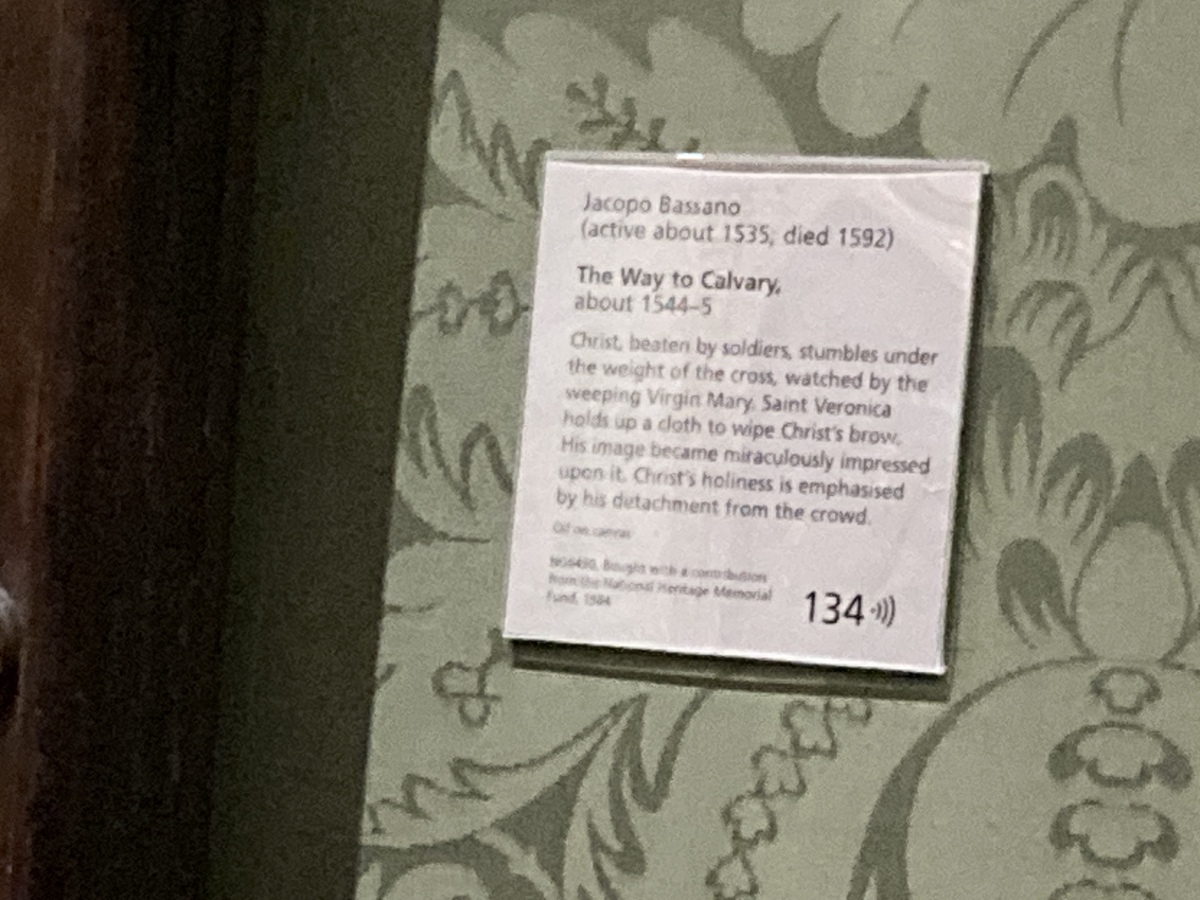 Jacopo Bassano
(active about 1535; died 1592)
The Way to Calvary,
about 1544–5
Christ, beaten by soldiers, stumbles under
the weight of the cross, watched by the
weeping Virgin Mary. Saint Veronica
holds up a cloth to wipe Christ's brow.
His image became miraculously impressed
upon it. Christ's holiness is emphasised
by his detachment from the crowd.
Oil on canvas
NG6490, Bought with a contribution
from the National Heritage Memorial
Fund, 1984
134